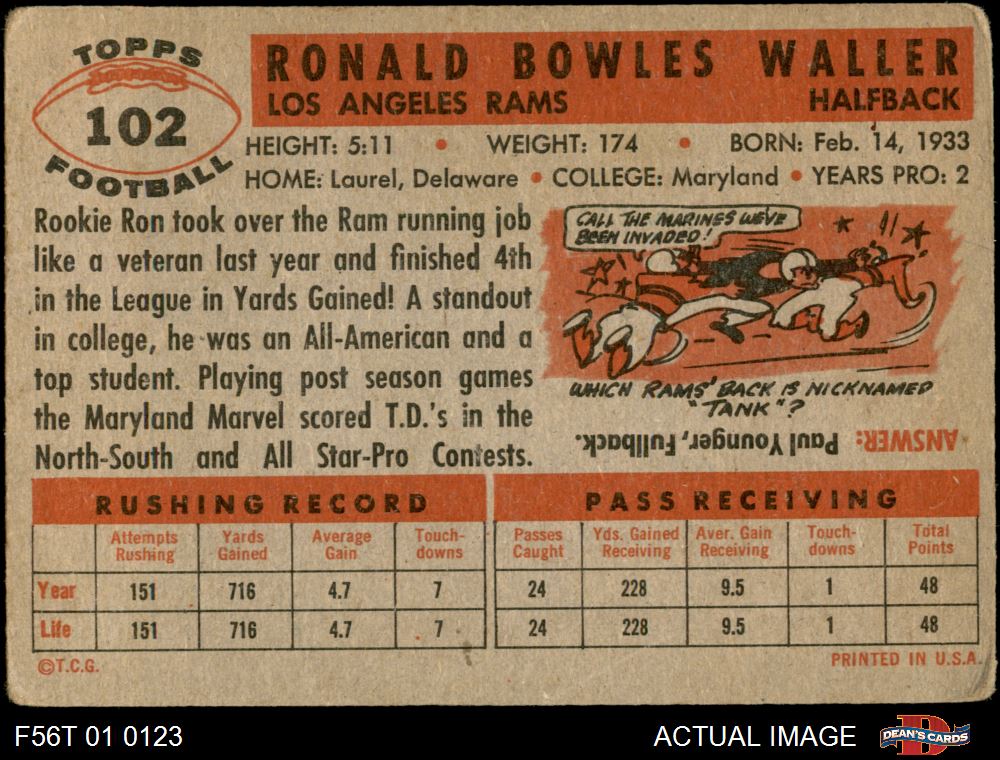 TOPPS
102
FOOTBALL
RONALD BOWLES WALLER
LOS ANGELES RAMS HALFBACK
HEIGHT: 5:11 • WEIGHT: 174 • BORN: Feb. 14, 1933
HOME: Laurel, Delaware • COLLEGE: Maryland • YEARS PRO: 2
Rookie Ron took over the Ram running job
like a veteran last year and finished 4th
in the League in Yards Gained! A standout
in college, he was an All-American and a
top student. Playing post season games
the Maryland Marvel scored T.D.'s in the
North-South and All Star-Pro Contests.
CALL THE MARINES WE'VE
BEEN INVADED!
WHICH RAMS' BACK IS NICKNAMED
"TANK"?
ANSWER: Paul Younger, Fullback.
RUSHING RECORD
Attempts Rushing Yards Gained Average Gain Touch-downs
Year 151 716 4.7 7
Life 151 716 4.7 7
PASS RECEIVING
Passes Caught Yds. Gained Receiving Aver. Gain Receiving Touch-downs Total Points
24 228 9.5 1 48
24 228 9.5 1 48
©T.C.G. PRINTED IN U.S.A.
F56T 01 0123 ACTUAL IMAGE DEAN'S CARDS